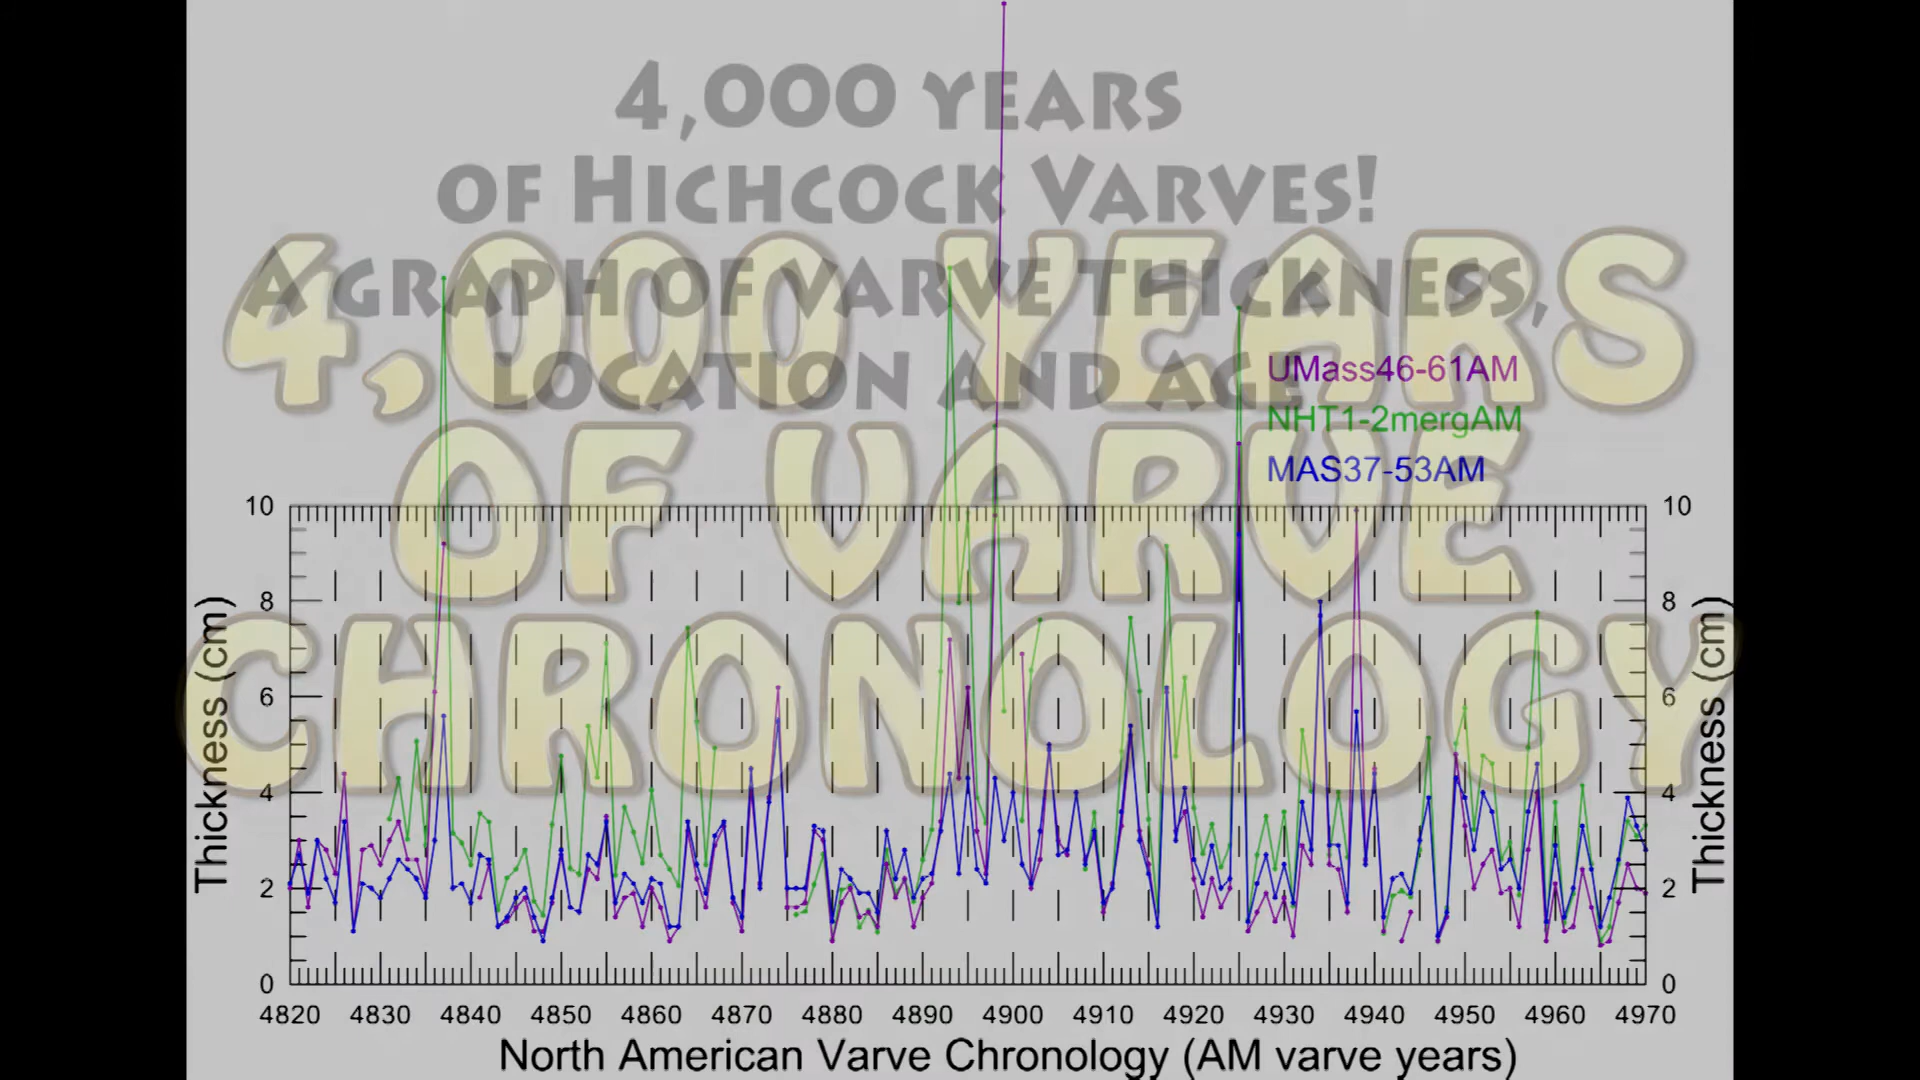 4,000 YEARS
OF HICHCOCK VARVES!
A GRAPH OF VARVE THICKNESS,
LOCATION AND AGE
4,000 YEARS
OF VARVE
CHRONOLOGY
UMass46-61AM
NHT1-2mergAM
MAS37-53AM
10 10
8 8
6 6
4 4
2 2
0 0
Thickness (cm)
Thickness (cm)
4820 4830 4840 4850 4860 4870 4880 4890 4900 4910 4920 4930 4940 4950 4960 4970
North American Varve Chronology (AM varve years)